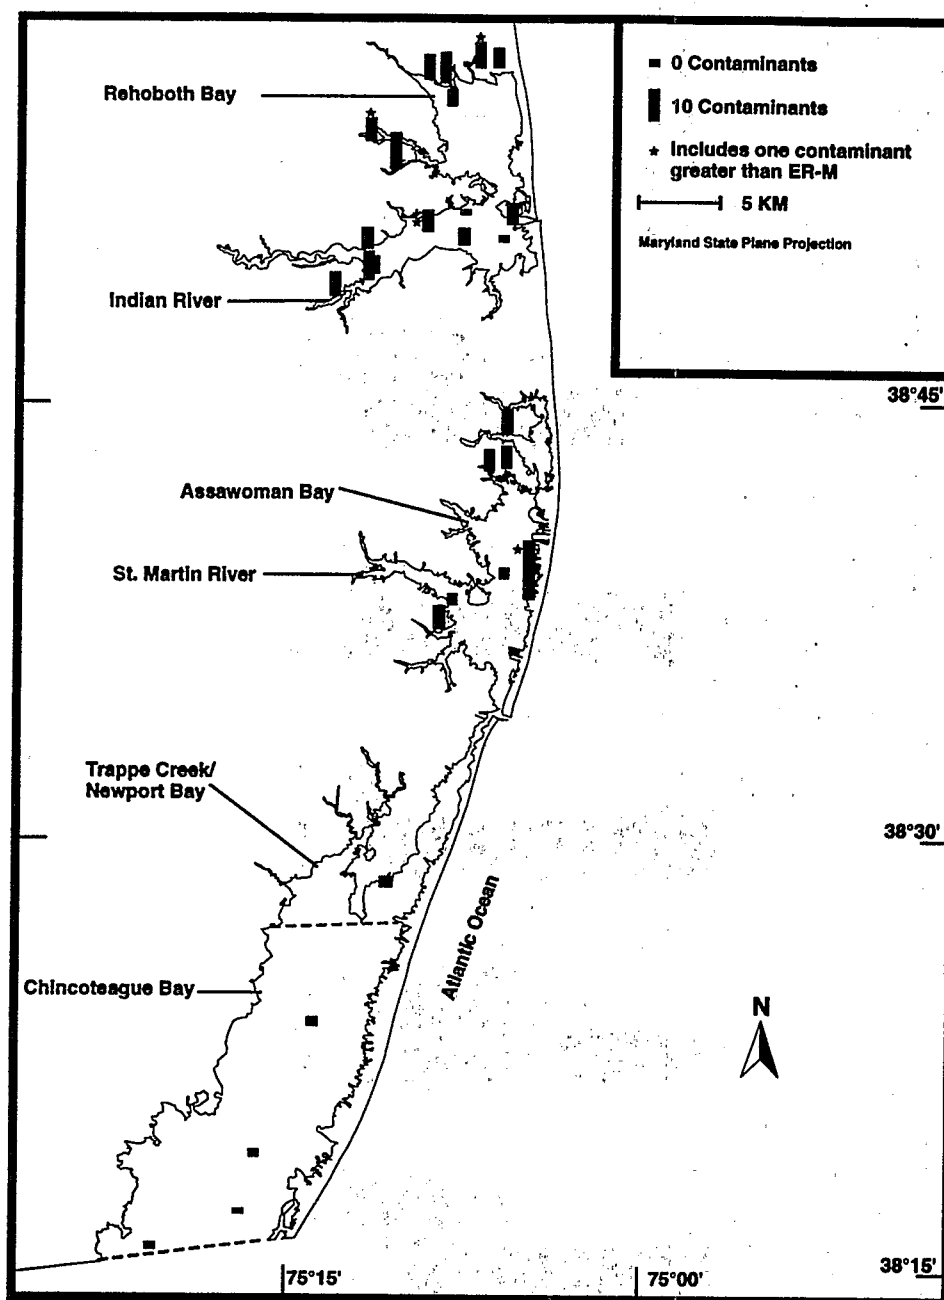 0 Contaminants
10 Contaminants
* Includes one contaminant
greater than ER-M
5 KM
Maryland State Plane Projection
Rehoboth Bay
Indian River
38°45'
Assawoman Bay
St. Martin River
Trappe Creek/
Newport Bay
38°30'
Atlantic Ocean
Chincoteague Bay
N
38°15'
75°15'
75°00'